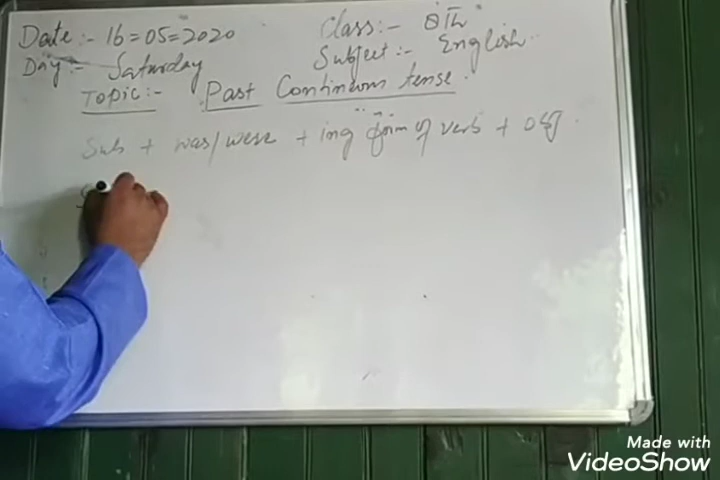 Date:- 16=05=2020
Class:- 8Th
Day:- Saturday
Subject:- English
Topic:- Past Continuous tense.
Sub + was/were + ing form of verb + obj.
Made with
VideoShow